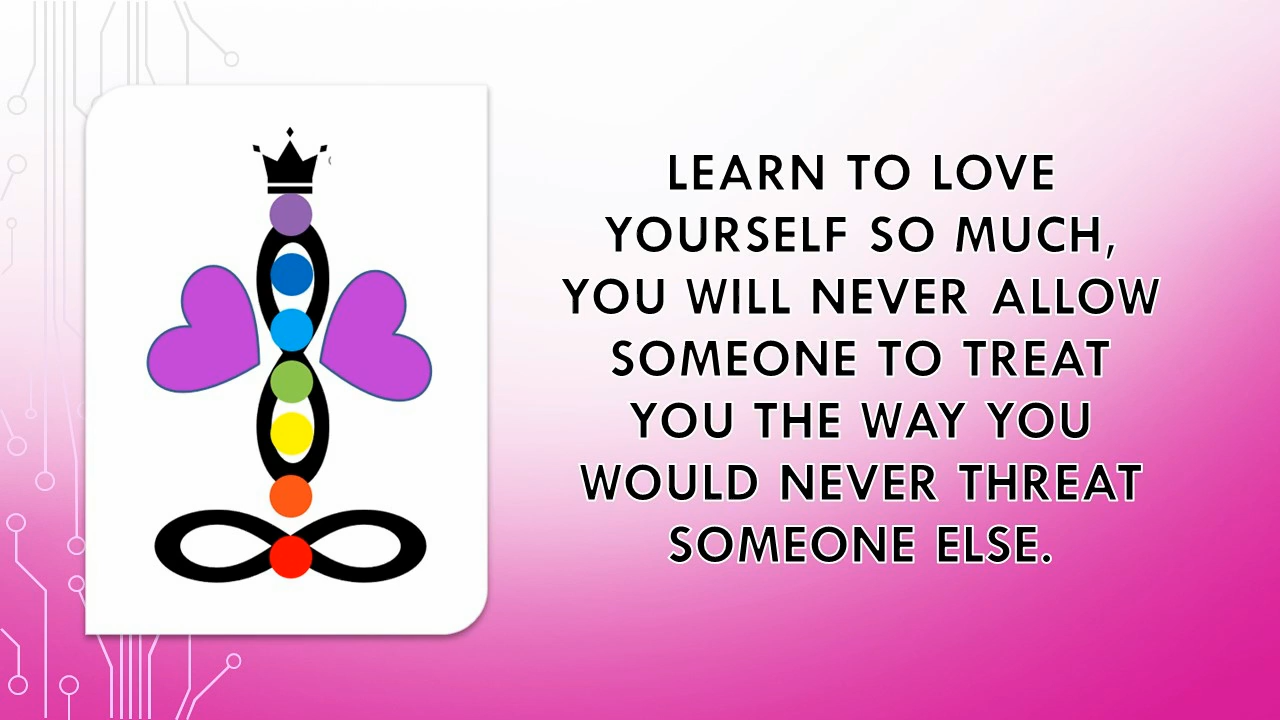 LEARN TO LOVE
YOURSELF SO MUCH,
YOU WILL NEVER ALLOW
SOMEONE TO TREAT
YOU THE WAY YOU
WOULD NEVER THREAT
SOMEONE ELSE.